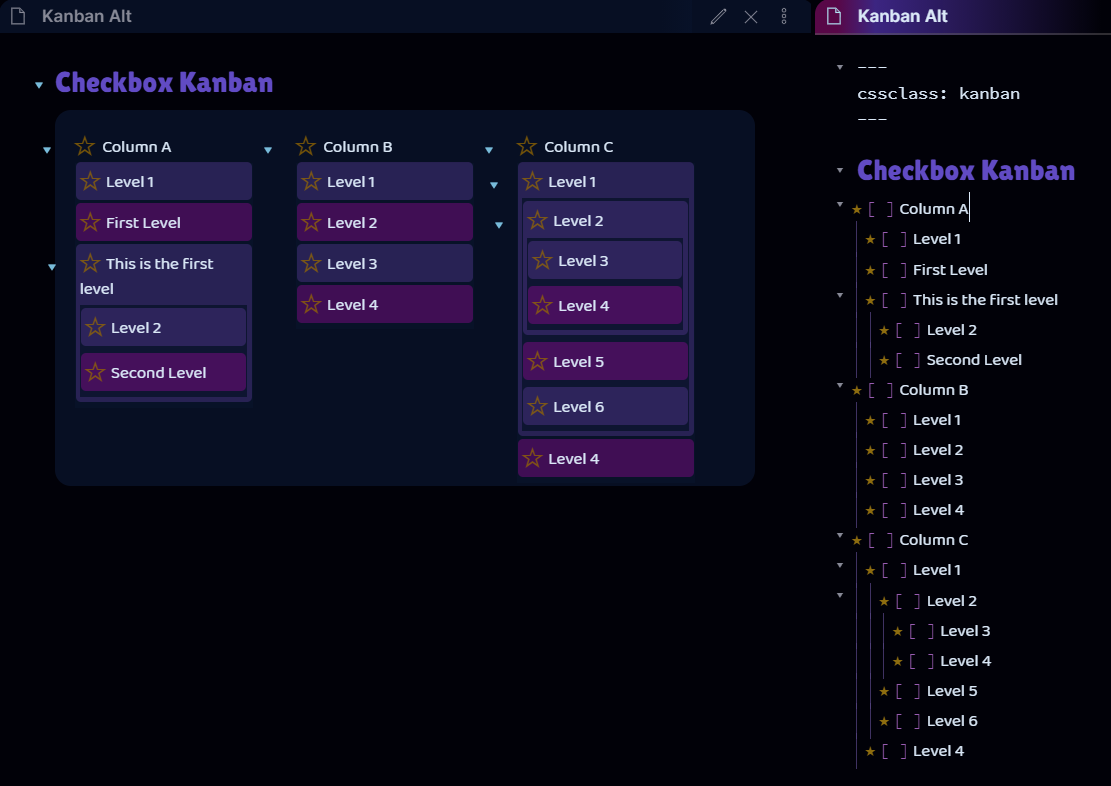 Kanban Alt
Checkbox Kanban
Column A
Level 1
First Level
This is the first
level
Level 2
Second Level
Column B
Level 1
Level 2
Level 3
Level 4
Column C
Level 1
Level 2
Level 3
Level 4
Level 5
Level 6
Level 4
Kanban Alt
---
cssclass: kanban
---
Checkbox Kanban
[ ] Column A
[ ] Level 1
[ ] First Level
[ ] This is the first level
[ ] Level 2
[ ] Second Level
[ ] Column B
[ ] Level 1
[ ] Level 2
[ ] Level 3
[ ] Level 4
[ ] Column C
[ ] Level 1
[ ] Level 2
[ ] Level 3
[ ] Level 4
[ ] Level 5
[ ] Level 6
[ ] Level 4